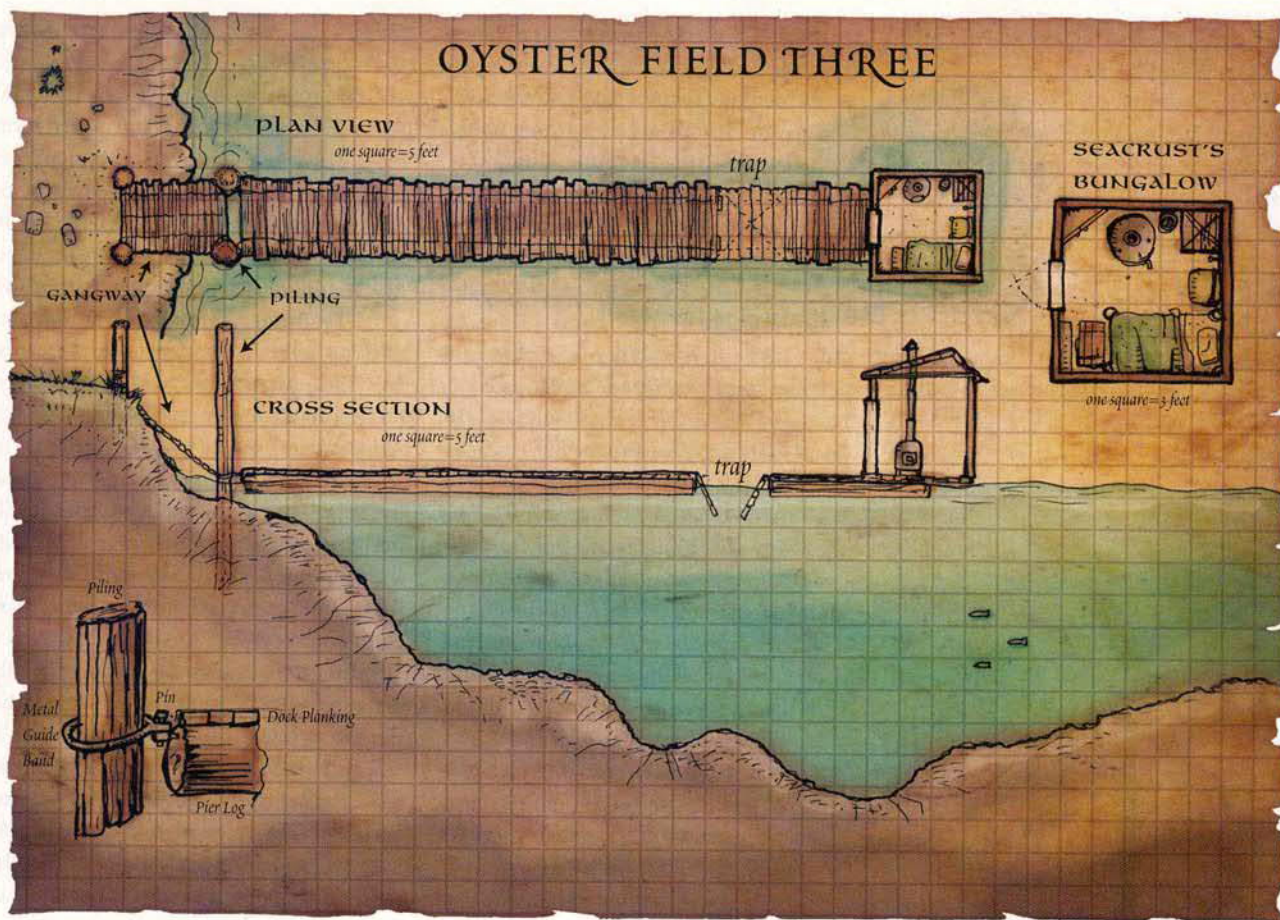 OYSTER FIELD THREE
PLAN VIEW
one square=5 feet
trap
SEACRUST'S
BUNGALOW
GANGWAY
PILING
one square=3 feet
CROSS SECTION
one square=5 feet
trap
Piling
Pin
Metal
Guide
Band
Dock Planking
Pier Log